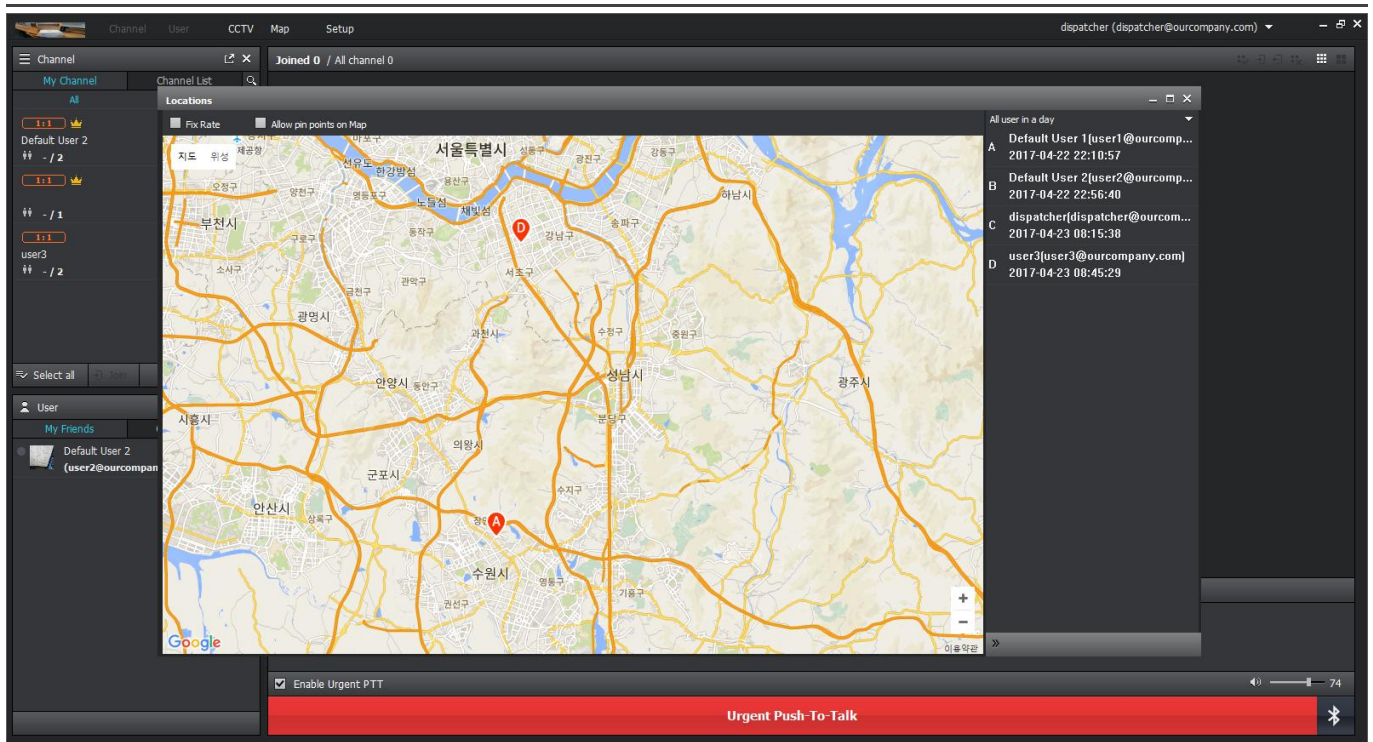 Channel User CCTV Map Setup dispatcher (dispatcher@ourcompany.com)
Channel
Joined 0 / All channel 0
My Channel Channel List
All
1:1
Default User 2
- / 2
1:1
- / 1
1:1
user3
- / 2
Select all Join
User
My Friends
Default User 2
(user2@ourcompan
Locations
Fix Rate Allow pin points on Map
지도 위성
제공항
마포구
서울특별시
성동구
광진구
강동구
선유도
한강밤섬
용산구
오정구
양천구
영등포구
노들섬
채빛섬
하남시
부천시
D
구로구
동작구
강남구
송파구
소사구
관악구
서초구
금천구
광명시
과천시
수정구
중원구
안양시
동안구
성남시
광주시
시흥시
분당구
의왕시
군포시
수지구
안산시
상록구
A
수원시
영통구
권선구
기흥구
+
−
Google
이용약관
All user in a day
A
Default User 1[user1@ourcomp...
2017-04-22 22:10:57
B
Default User 2[user2@ourcomp...
2017-04-22 22:56:40
C
dispatcher[dispatcher@ourcom...
2017-04-23 08:15:38
D
user3[user3@ourcompany.com]
2017-04-23 08:45:29
»
Enable Urgent PTT
74
Urgent Push-To-Talk